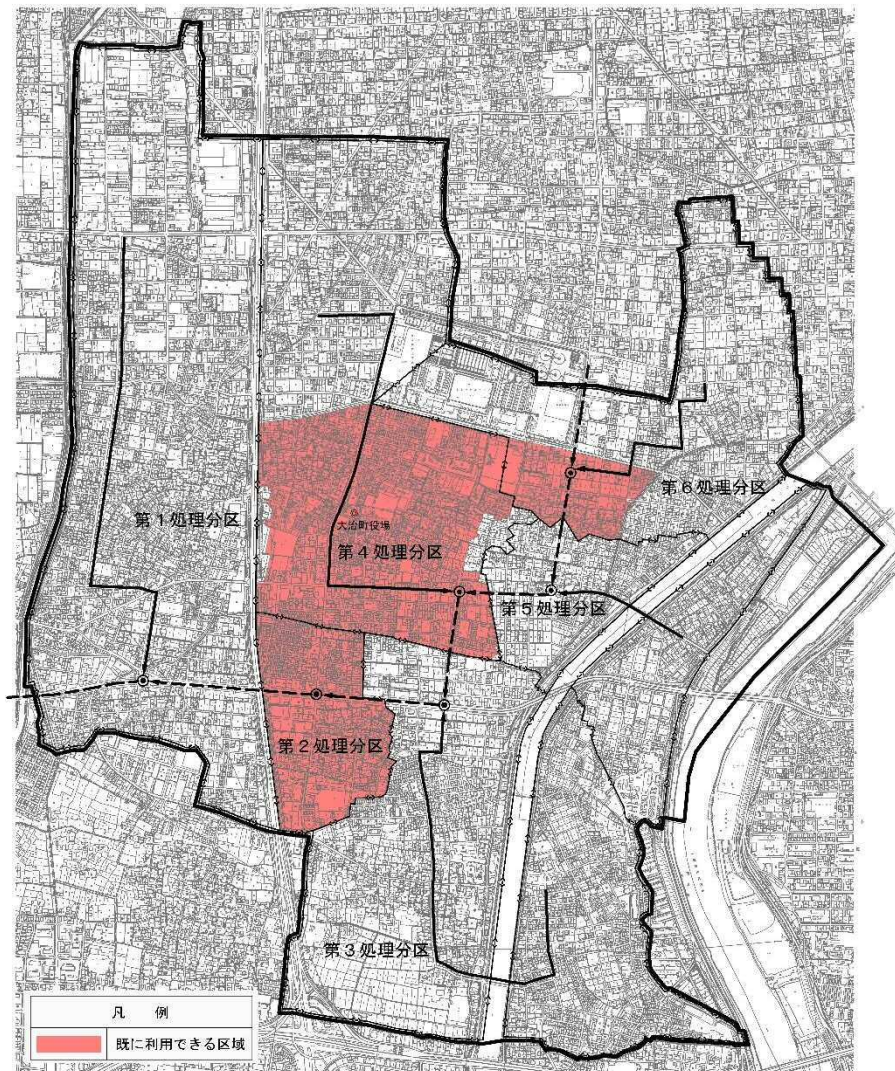 第6処理分区
第1処理分区
大治町役場
第4処理分区
第5処理分区
第2処理分区
第3処理分区
凡 例
既に利用できる区域